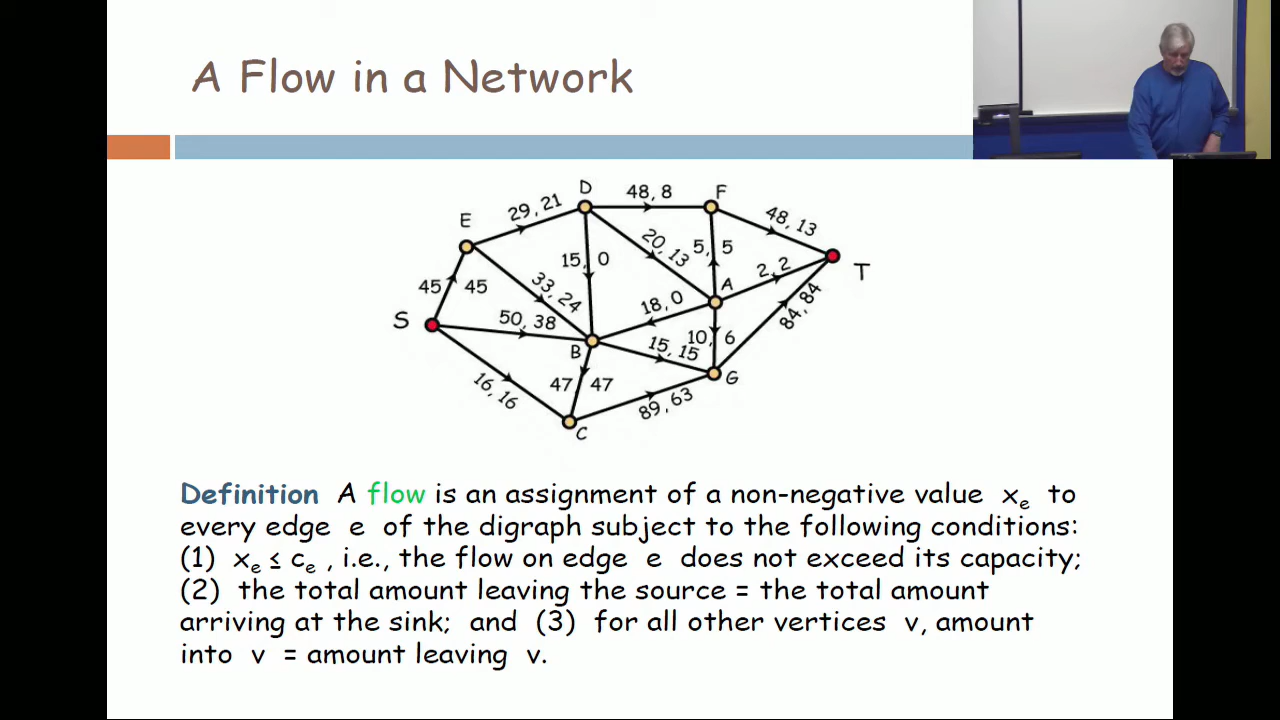 A Flow in a Network
D
48, 8
F
29, 21
48, 13
E
20, 13
5, 5
15, 0
2, 2
T
A
45 45
33, 24
18, 0
84, 84
S
50, 38
10, 6
B
15, 15
G
16, 16
47, 47
89, 63
C
Definition A flow is an assignment of a non-negative value xₑ to
every edge e of the digraph subject to the following conditions:
(1) xₑ ≤ cₑ , i.e., the flow on edge e does not exceed its capacity;
(2) the total amount leaving the source = the total amount
arriving at the sink; and (3) for all other vertices v, amount
into v = amount leaving v.